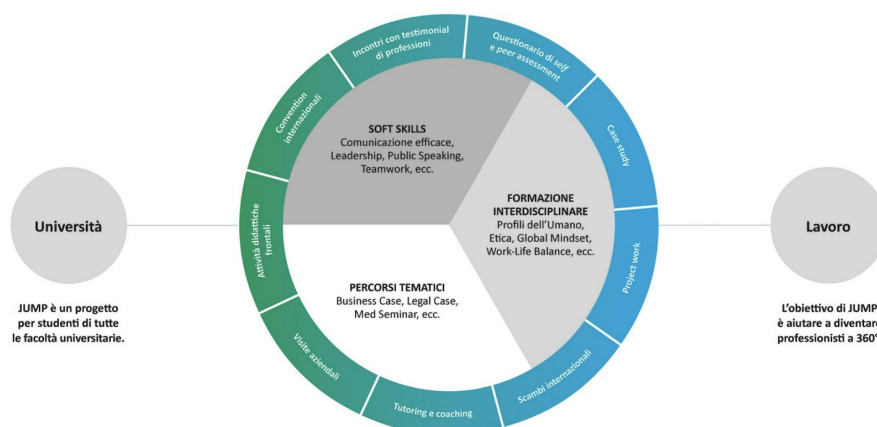 Incontri con testimonial
di professioni
Questionario di self
e peer assessment
Convention
internazionali
Case study
SOFT SKILLS
Comunicazione efficace,
Leadership, Public Speaking,
Teamwork, ecc.
Università
Attività didattiche
frontali
FORMAZIONE
INTERDISCIPLINARE
Profili dell'Umano,
Etica, Global Mindset,
Work-Life Balance, ecc.
Project work
Lavoro
PERCORSI TEMATICI
Business Case, Legal Case,
Med Seminar, ecc.
JUMP è un progetto
per studenti di tutte
le facoltà universitarie.
L'obiettivo di JUMP
è aiutare a diventare
professionisti a 360°
Visite aziendali
Tutoring e coaching
Scambi internazionali